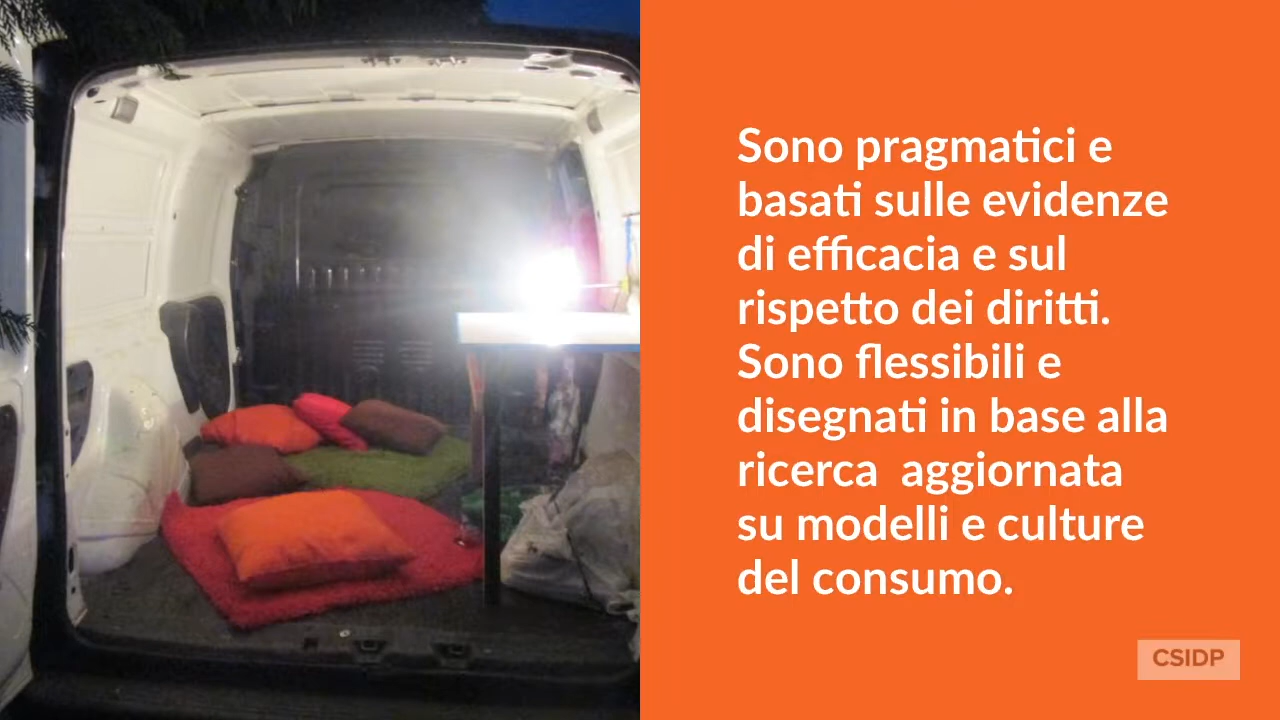 Sono pragmatici e
basati sulle evidenze
di efficacia e sul
rispetto dei diritti.
Sono flessibili e
disegnati in base alla
ricerca  aggiornata
su modelli e culture
del consumo.
CSIDP